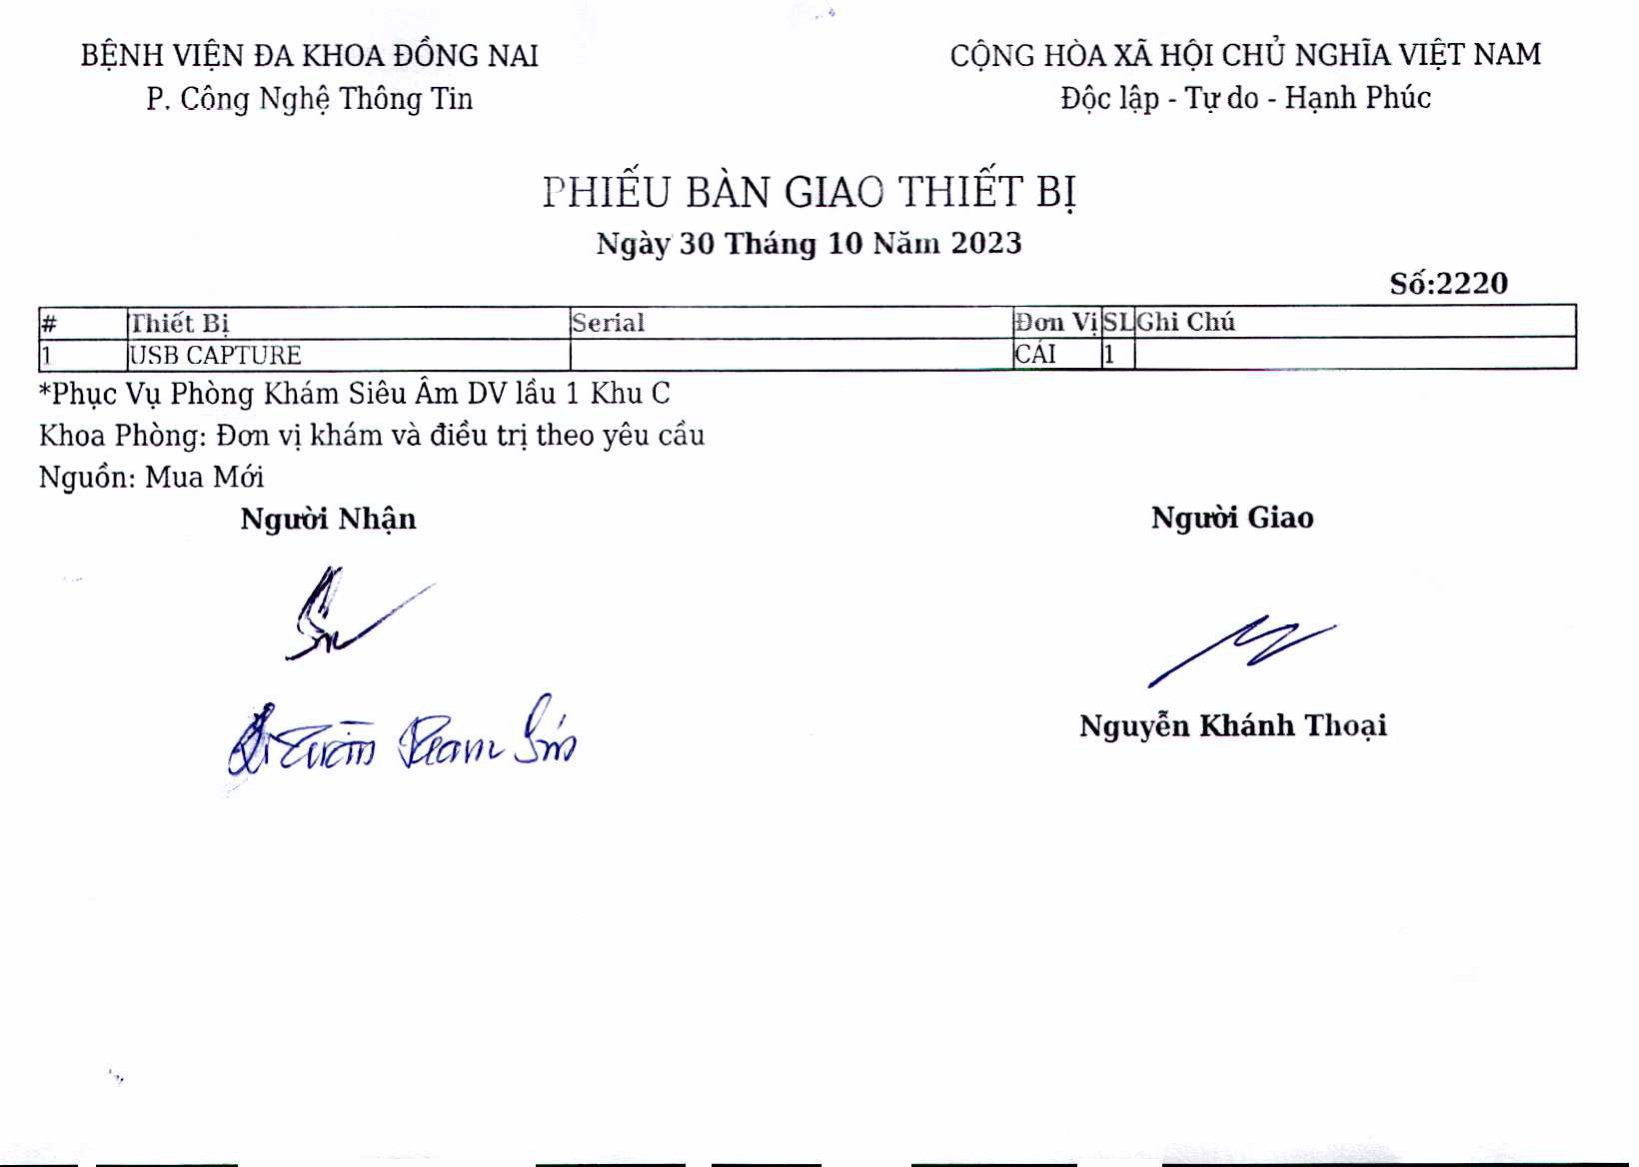 BỆNH VIỆN ĐA KHOA ĐỒNG NAI
P. Công Nghệ Thông Tin
CỘNG HÒA XÃ HỘI CHỦ NGHĨA VIỆT NAM
Độc lập - Tự do - Hạnh Phúc
PHIẾU BÀN GIAO THIẾT BỊ
Ngày 30 Tháng 10 Năm 2023
Số:2220
# Thiết Bị Serial Đơn Vị SL Ghi Chú
1 USB CAPTURE CÁI 1
*Phục Vụ Phòng Khám Siêu Âm DV lầu 1 Khu C
Khoa Phòng: Đơn vị khám và điều trị theo yêu cầu
Nguồn: Mua Mới
Người Nhận Người Giao
Nguyễn Khánh Thoại